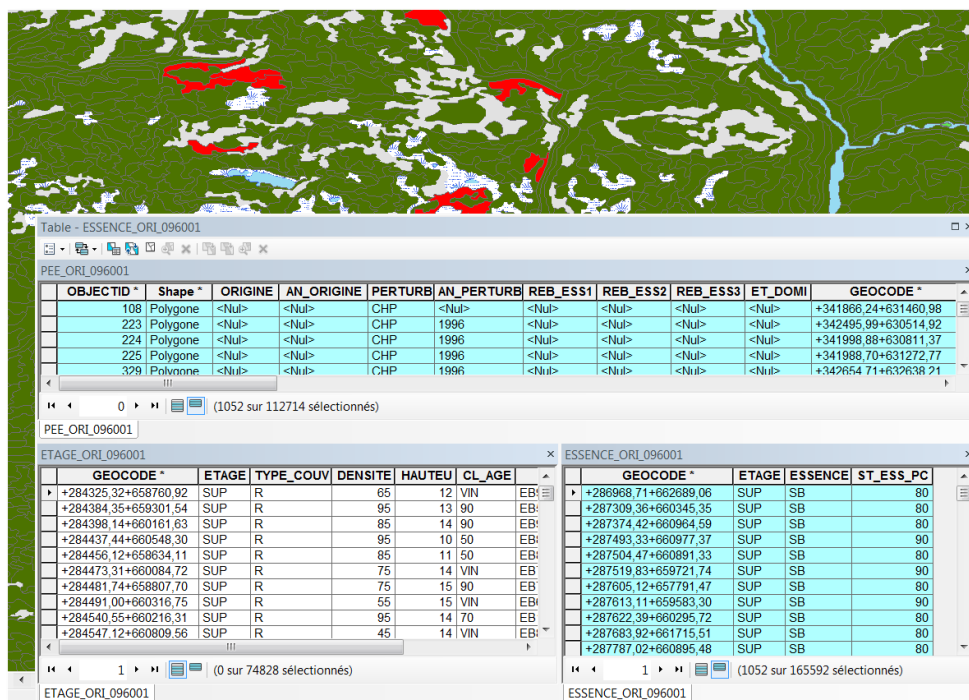 Table - ESSENCE_ORI_096001
PEE_ORI_096001
OBJECTID * Shape * ORIGINE AN_ORIGINE PERTURB AN_PERTURB REB_ESS1 REB_ESS2 REB_ESS3 ET_DOMI GEOCODE *
108 Polygone <Nul> <Nul> CHP <Nul> <Nul> <Nul> <Nul> <Nul> +341866,24+631460,98
223 Polygone <Nul> <Nul> CHP 1996 <Nul> <Nul> <Nul> <Nul> +342495,99+630514,92
224 Polygone <Nul> <Nul> CHP 1996 <Nul> <Nul> <Nul> <Nul> +341998,88+630811,37
225 Polygone <Nul> <Nul> CHP 1996 <Nul> <Nul> <Nul> <Nul> +341988,70+631272,77
329 Polygone <Nul> <Nul> CHP 1996 <Nul> <Nul> <Nul> <Nul> +342654,71+632638,21
0 (1052 sur 112714 sélectionnés)
PEE_ORI_096001
ETAGE_ORI_096001
GEOCODE * ETAGE TYPE_COUV DENSITE HAUTEU CL_AGE
+284325,32+658760,92 SUP R 65 12 VIN
+284384,35+659301,54 SUP R 95 13 90
+284398,14+660161,63 SUP R 85 14 90
+284437,44+660548,30 SUP R 95 10 50
+284456,12+658634,11 SUP R 85 11 50
+284473,31+660084,72 SUP R 75 14 VIN
+284481,74+658807,70 SUP R 75 15 90
+284491,00+660316,75 SUP R 55 15 VIN
+284540,55+660216,31 SUP R 95 14 70
+284547,12+660809,56 SUP R 45 14 VIN
1 (0 sur 74828 sélectionnés)
ETAGE_ORI_096001
ESSENCE_ORI_096001
GEOCODE * ETAGE ESSENCE ST_ESS_PC
+286968,71+662689,06 SUP SB 80
+287309,36+660345,35 SUP SB 80
+287374,42+660964,59 SUP SB 80
+287493,33+660977,37 SUP SB 90
+287504,47+660891,33 SUP SB 80
+287519,83+659721,74 SUP SB 90
+287605,12+657791,47 SUP SB 80
+287613,11+659583,30 SUP SB 90
+287622,39+660295,72 SUP SB 80
+287683,92+661715,51 SUP SB 80
+287787,02+660895,48 SUP SB 80
1 (1052 sur 165592 sélectionnés)
ESSENCE_ORI_096001